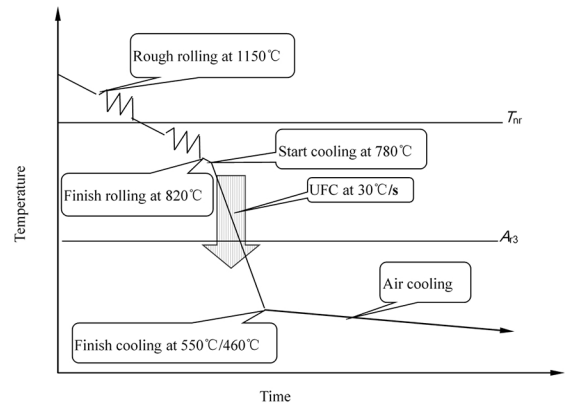 Rough rolling at 1150℃
Tnr
Start cooling at 780℃
Finish rolling at 820℃
UFC at 30℃/s
Temperature
Ar3
Air cooling
Finish cooling at 550℃/460℃
Time